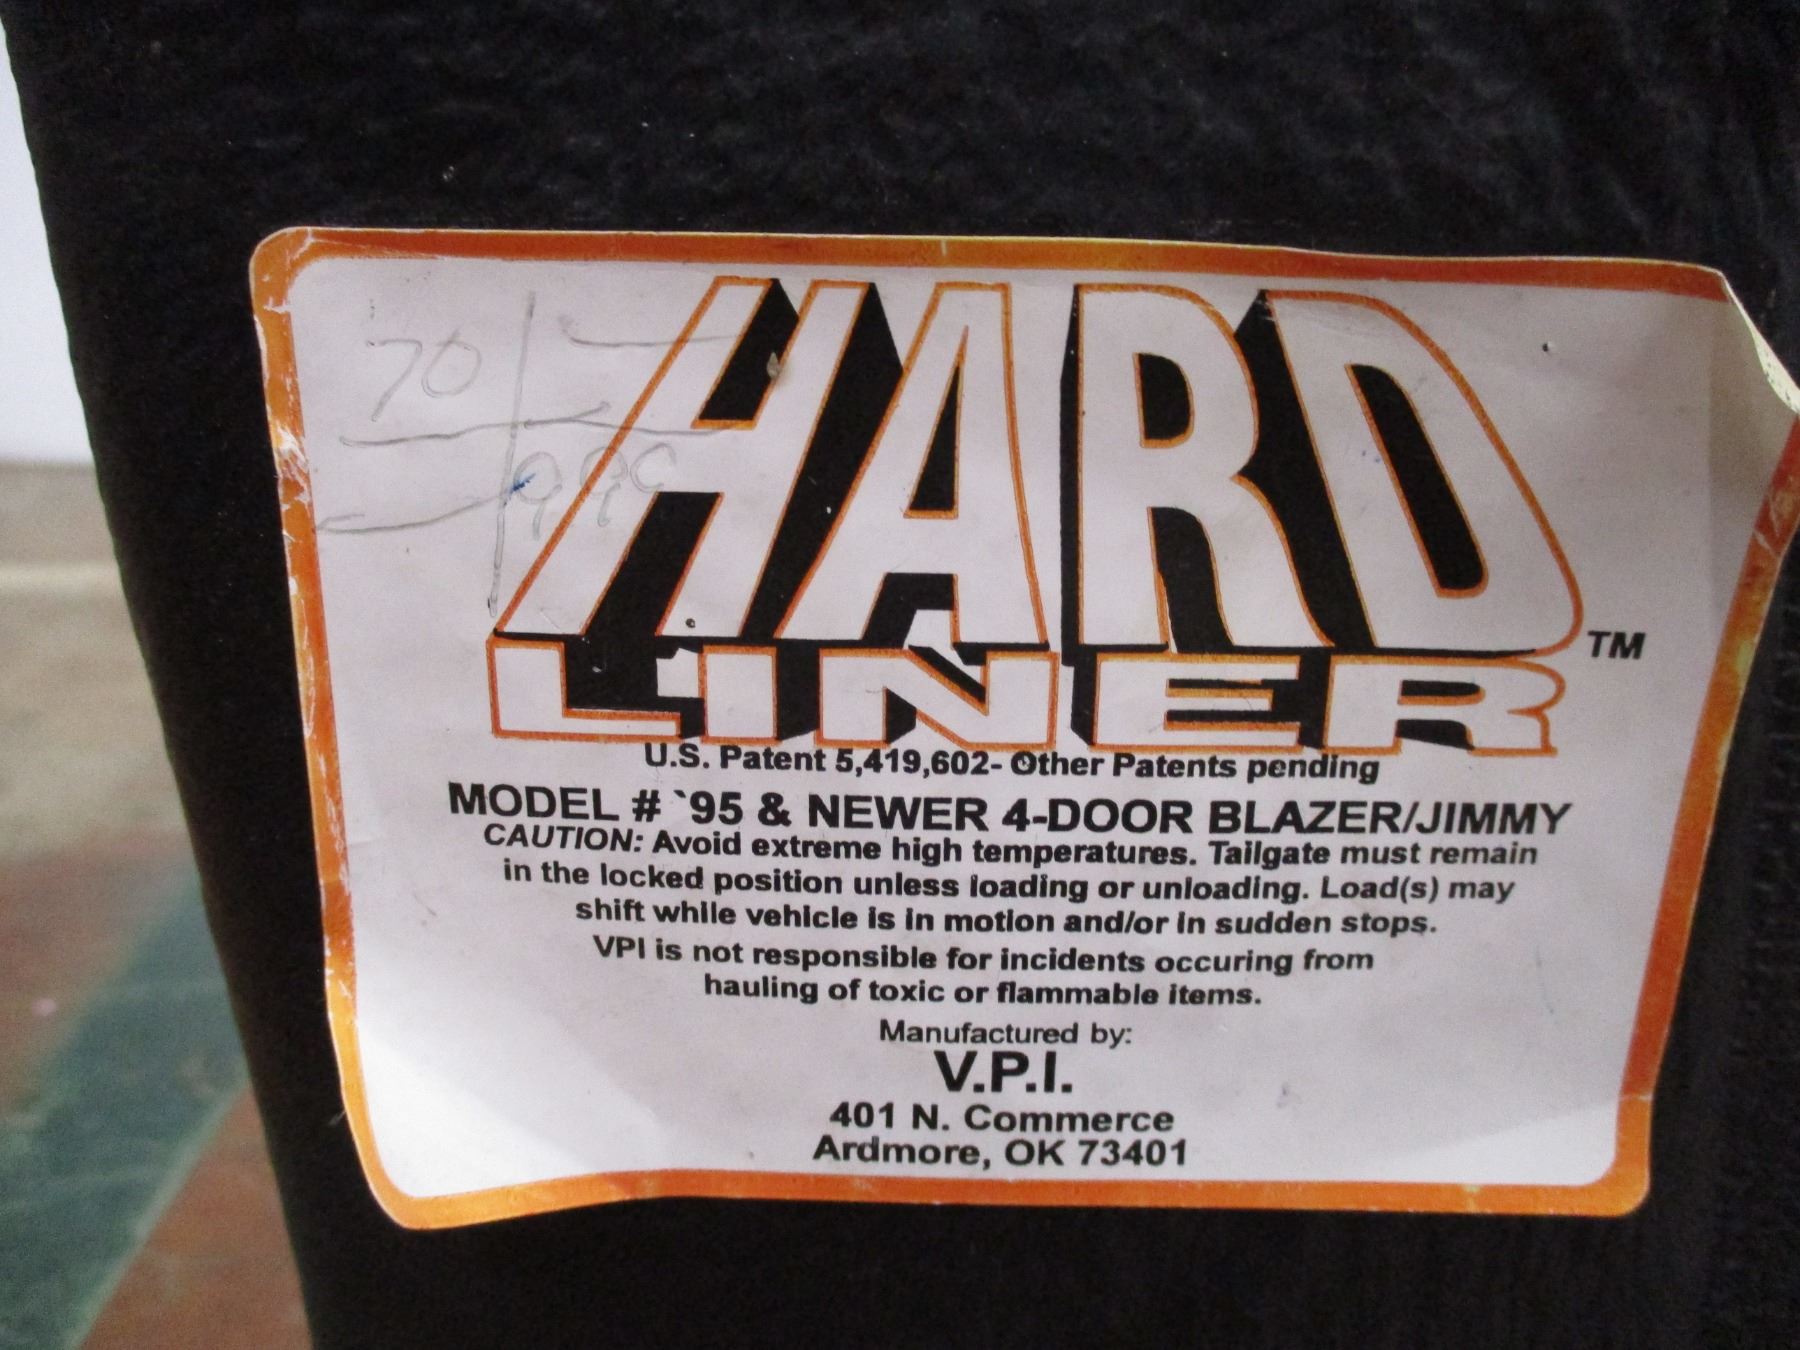 70
HARD
LINER
TM
U.S. Patent 5,419,602- Other Patents pending
MODEL # `95 & NEWER 4-DOOR BLAZER/JIMMY
CAUTION: Avoid extreme high temperatures. Tailgate must remain
in the locked position unless loading or unloading. Load(s) may
shift while vehicle is in motion and/or in sudden stops.
VPI is not responsible for incidents occuring from
hauling of toxic or flammable items.
Manufactured by:
V.P.I.
401 N. Commerce
Ardmore, OK 73401